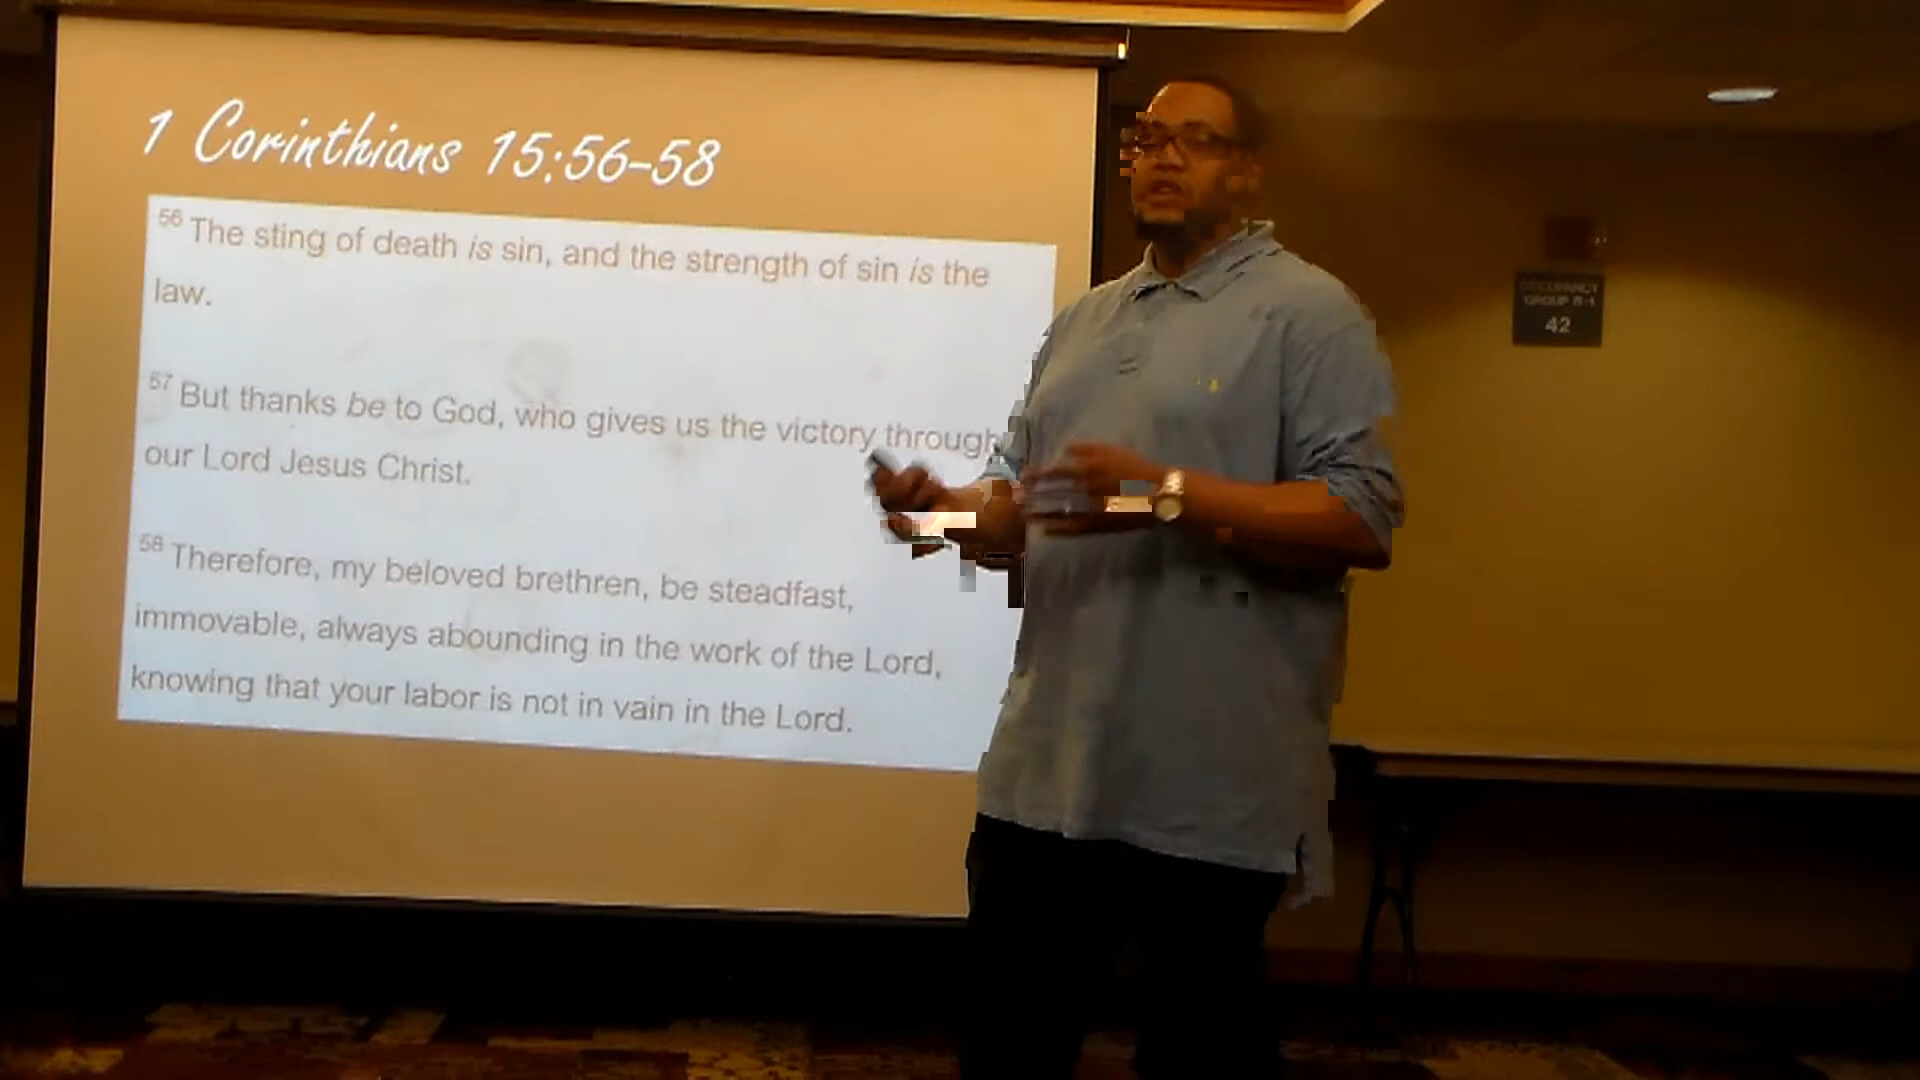 1 Corinthians 15:56-58
56 The sting of death is sin, and the strength of sin is the
law.
57 But thanks be to God, who gives us the victory through
our Lord Jesus Christ.
58 Therefore, my beloved brethren, be steadfast,
immovable, always abounding in the work of the Lord,
knowing that your labor is not in vain in the Lord.
OCCUPANCY
GROUP R-1
42